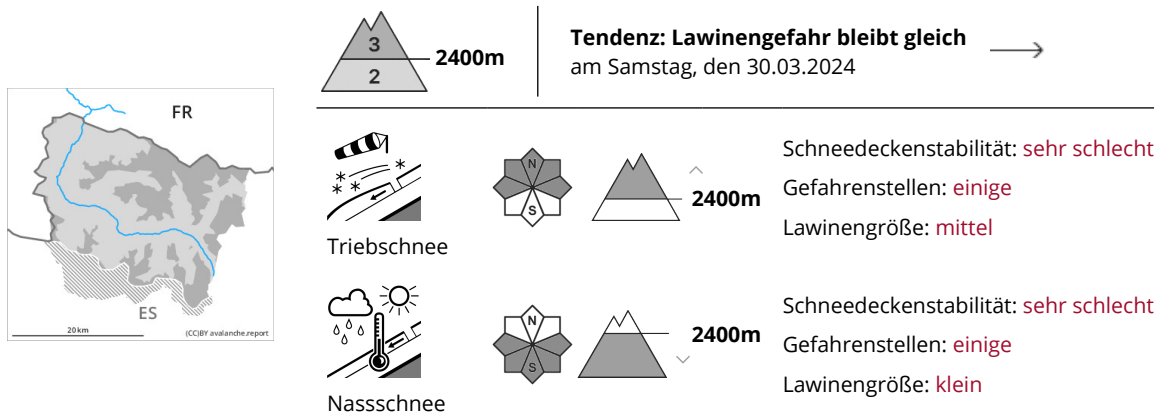 3
2400m
2
Tendenz: Lawinengefahr bleibt gleich
am Samstag, den 30.03.2024
FR
ES
20 km
(CC)BY avalanche.report
N
S
2400m
Triebschnee
Schneedeckenstabilität: sehr schlecht
Gefahrenstellen: einige
Lawinengröße: mittel
N
S
2400m
Nassschnee
Schneedeckenstabilität: sehr schlecht
Gefahrenstellen: einige
Lawinengröße: klein